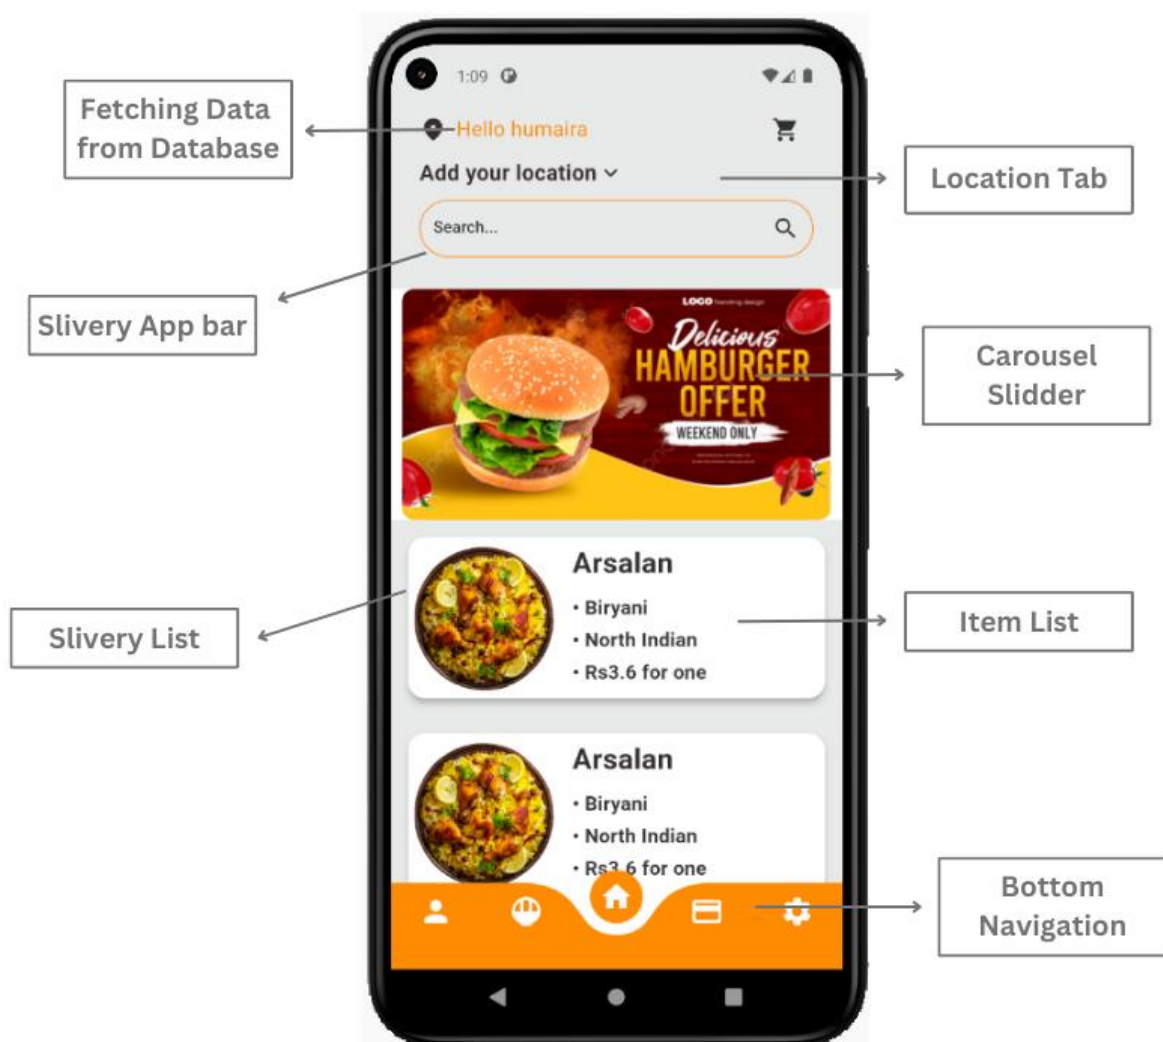 1:09
Fetching Data
from Database
Hello humaira
Add your location
Location Tab
Search...
Slivery App bar
LOGO
Delicious
HAMBURGER
OFFER
WEEKEND ONLY
Carousel
Slidder
Arsalan
• Biryani
• North Indian
• Rs3.6 for one
Slivery List
Item List
Arsalan
• Biryani
• North Indian
• Rs3.6 for one
Bottom
Navigation